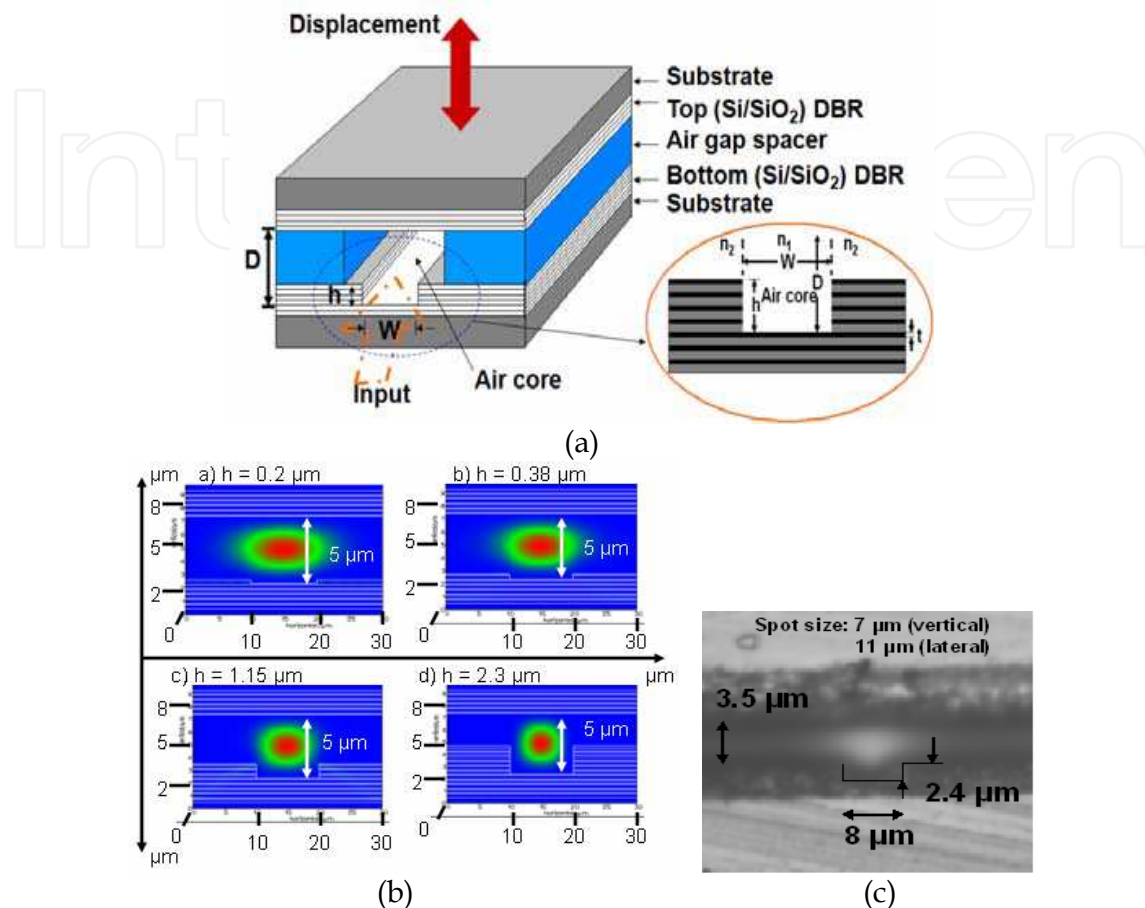 Displacement
Substrate
Top (Si/SiO₂) DBR
Air gap spacer
Bottom (Si/SiO₂) DBR
Substrate
D
h
W
Input
Air core
n₂ n₁ n₂
W
D
h
Air core
t
(a)
µm
a) h = 0.2 µm
b) h = 0.38 µm
8
5
2
0
5 µm
10 20 30
8
5
2
0
5 µm
10 20 30
c) h = 1.15 µm
d) h = 2.3 µm
µm
8
5
2
0
5 µm
10 20 30
8
5
2
0
5 µm
10 20 30
µm
(b)
Spot size: 7 µm (vertical)
11 µm (lateral)
3.5 µm
2.4 µm
8 µm
(c)